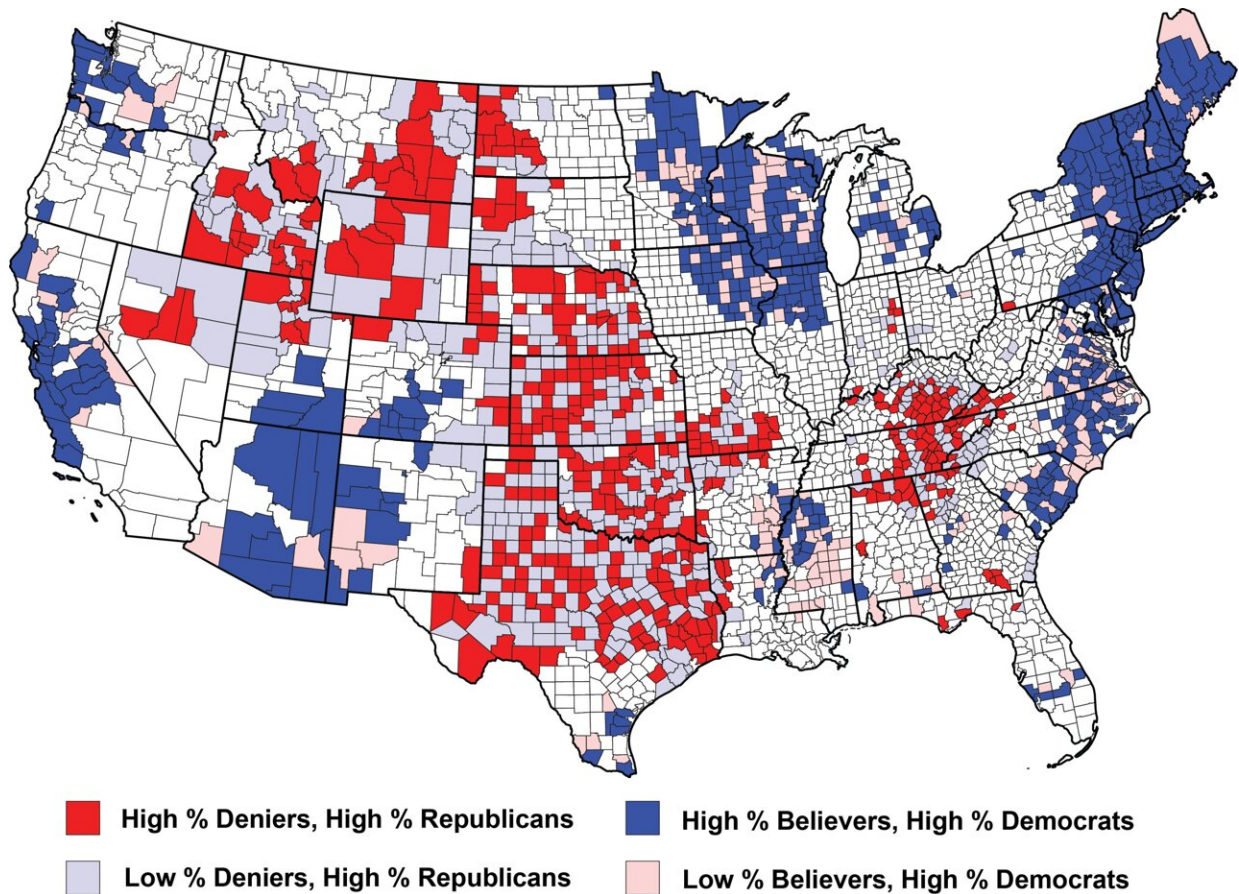 High % Deniers, High % Republicans
High % Believers, High % Democrats
Low % Deniers, High % Republicans
Low % Believers, High % Democrats